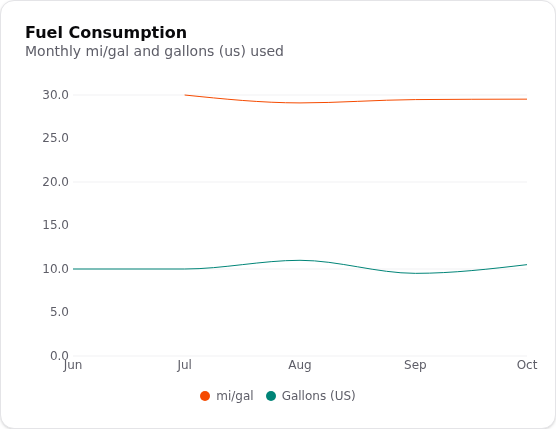 Fuel Consumption
Monthly mi/gal and gallons (us) used
30.0
25.0
20.0
15.0
10.0
5.0
0.0
Jun Jul Aug Sep Oct
mi/gal Gallons (US)